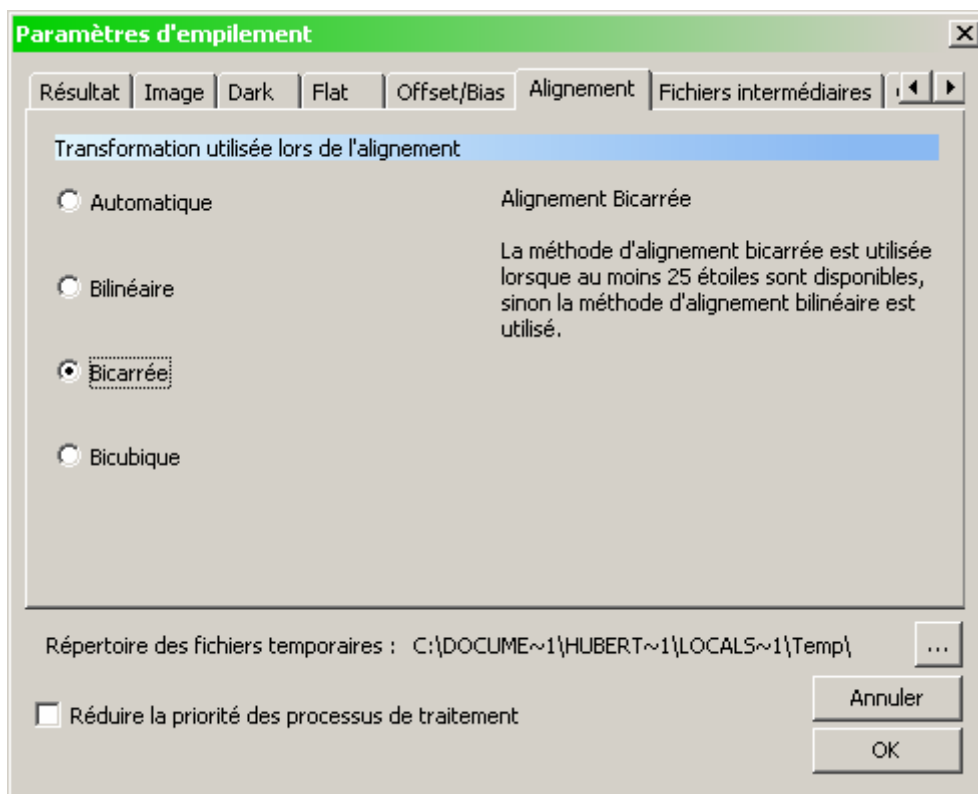 Paramètres d'empilement
Résultat Image Dark Flat Offset/Bias Alignement Fichiers intermédiaires
Transformation utilisée lors de l'alignement
Automatique
Bilinéaire
Bicarrée
Bicubique
Alignement Bicarrée
La méthode d'alignement bicarrée est utilisée
lorsque au moins 25 étoiles sont disponibles,
sinon la méthode d'alignement bilinéaire est
utilisé.
Répertoire des fichiers temporaires : C:\DOCUME~1\HUBERT~1\LOCALS~1\Temp\ ...
Réduire la priorité des processus de traitement
Annuler
OK